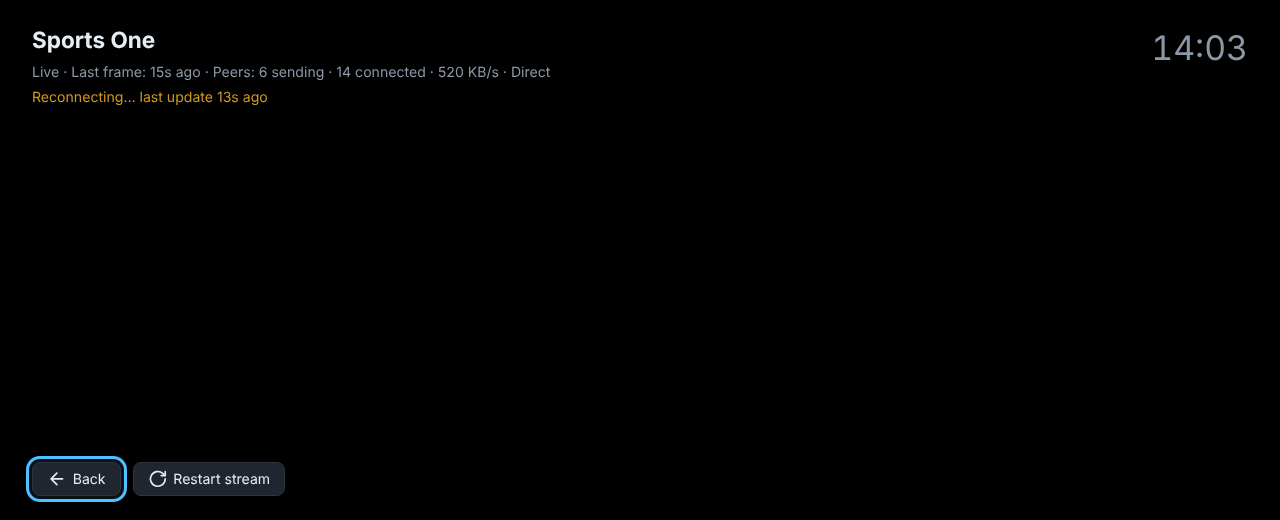 Sports One
14:03
Live · Last frame: 15s ago · Peers: 6 sending · 14 connected · 520 KB/s · Direct
Reconnecting... last update 13s ago
Back
Restart stream